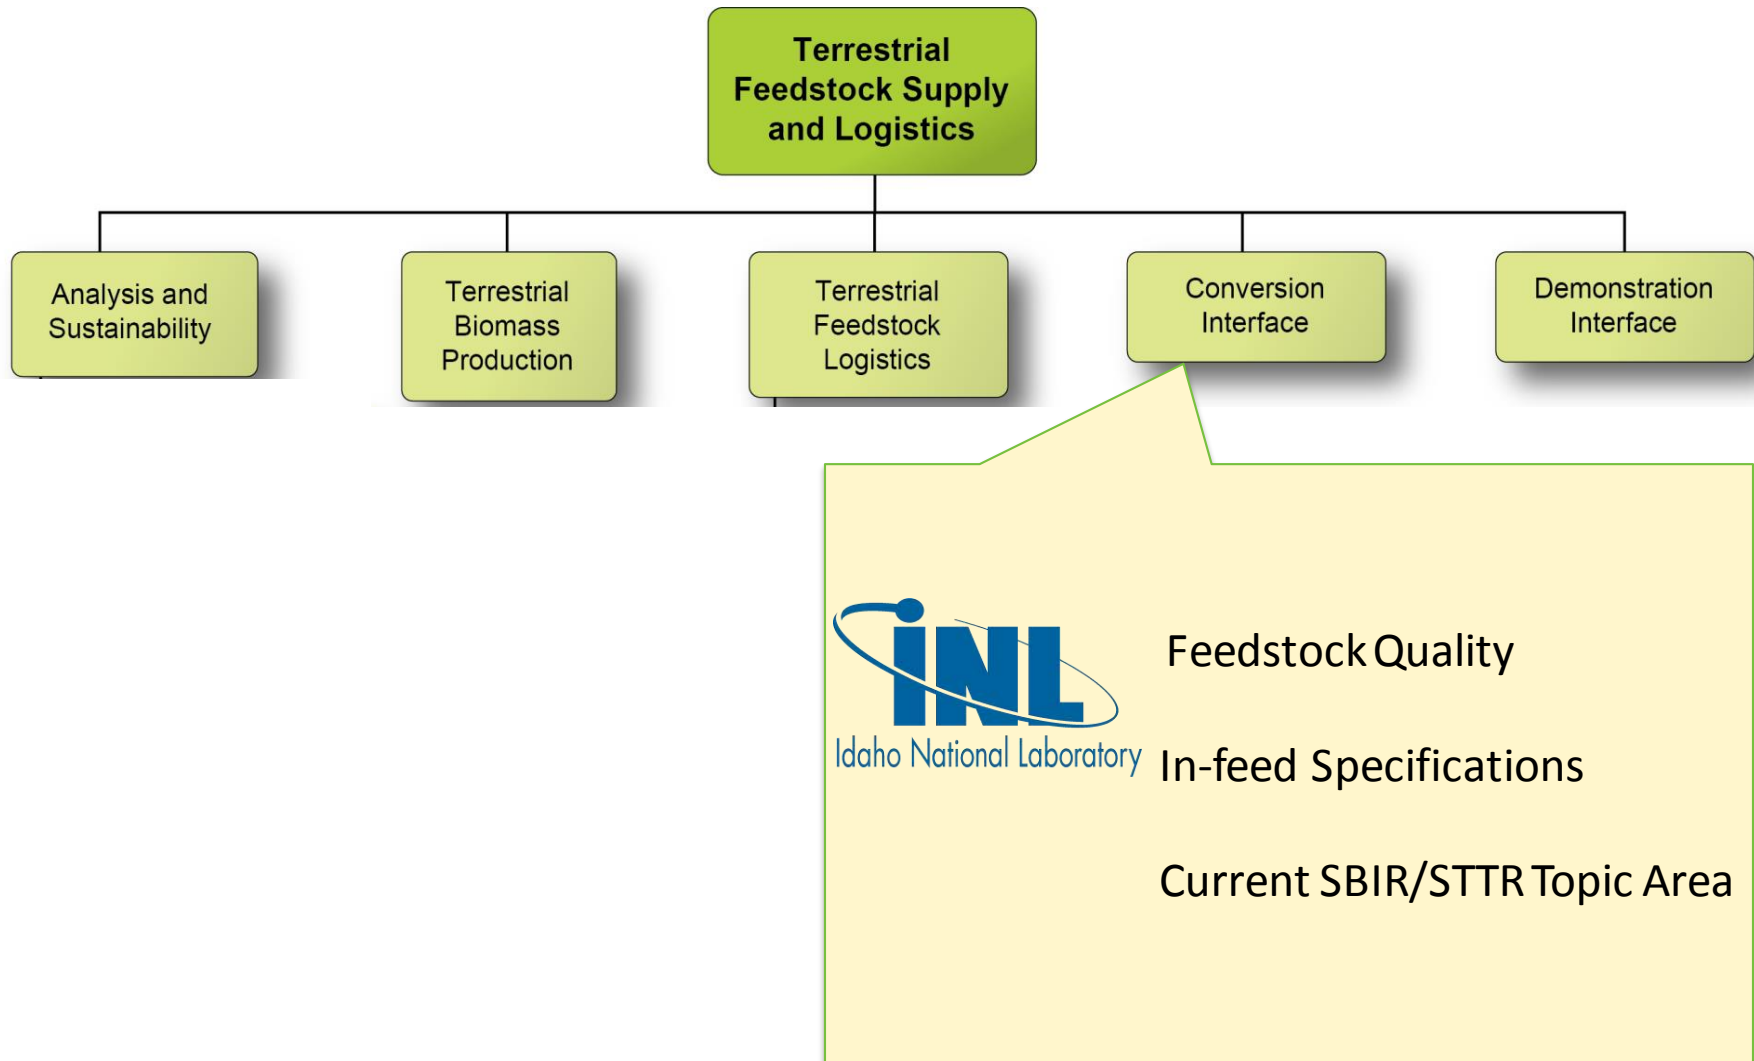 Terrestrial
Feedstock Supply
and Logistics
Analysis and
Sustainability
Terrestrial
Biomass
Production
Terrestrial
Feedstock
Logistics
Conversion
Interface
Demonstration
Interface
INL
Idaho National Laboratory
Feedstock Quality
In-feed Specifications
Current SBIR/STTR Topic Area